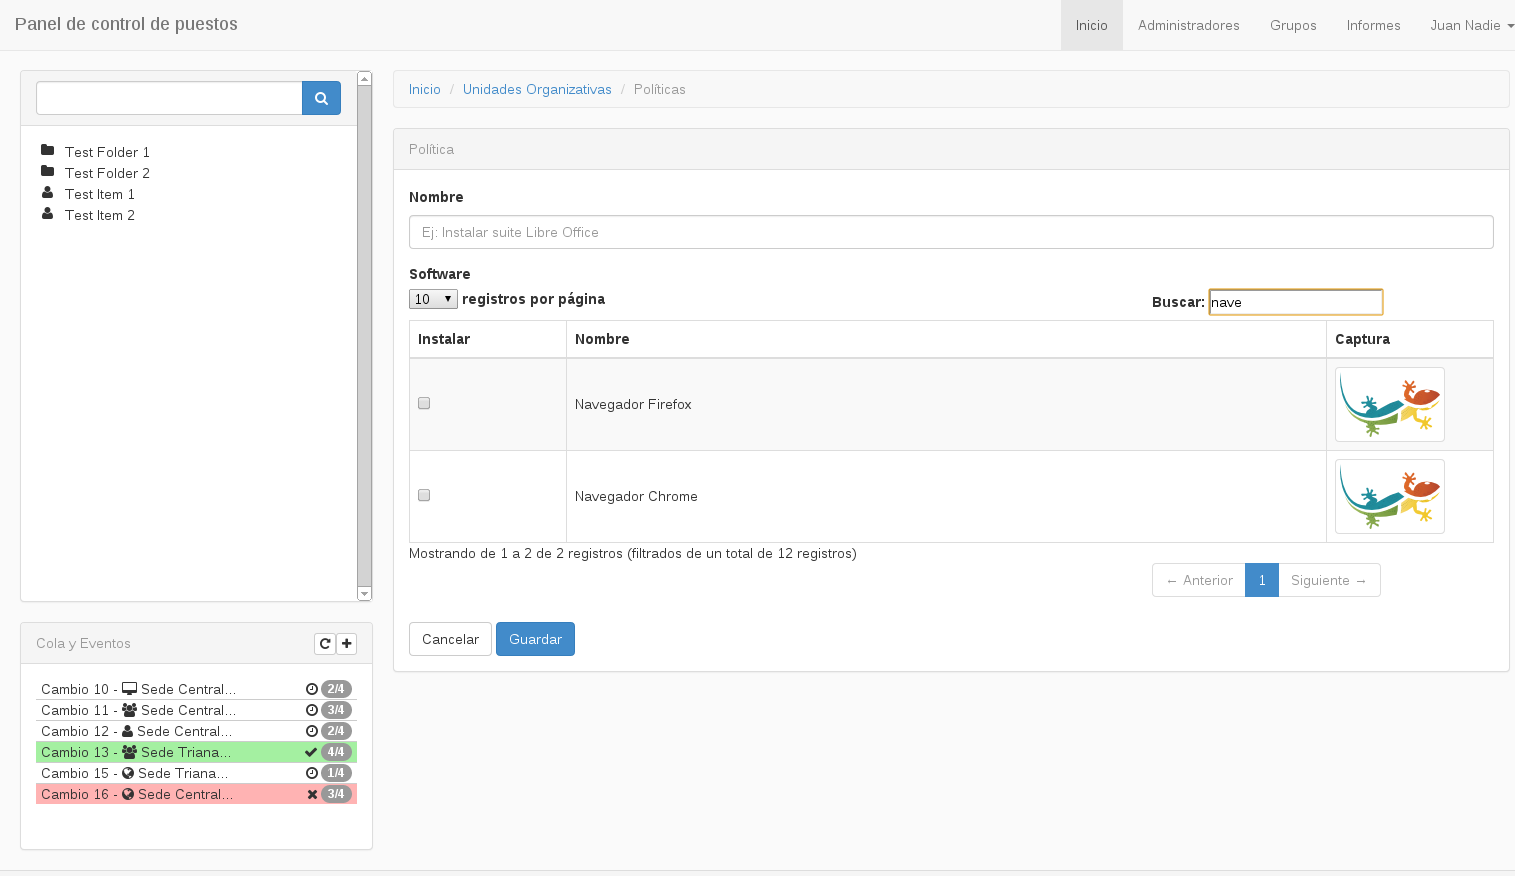 Panel de control de puestos
Inicio Administradores Grupos Informes Juan Nadie
Test Folder 1
Test Folder 2
Test Item 1
Test Item 2
Cola y Eventos
Cambio 10 - Sede Central... 2/4
Cambio 11 - Sede Central... 3/4
Cambio 12 - Sede Central... 2/4
Cambio 13 - Sede Triana... 4/4
Cambio 15 - Sede Triana... 1/4
Cambio 16 - Sede Central... 3/4
Inicio / Unidades Organizativas / Políticas
Política
Nombre
Ej: Instalar suite Libre Office
Software
10 registros por página
Buscar: nave
Instalar Nombre Captura
Navegador Firefox
Navegador Chrome
Mostrando de 1 a 2 de 2 registros (filtrados de un total de 12 registros)
← Anterior 1 Siguiente →
Cancelar Guardar